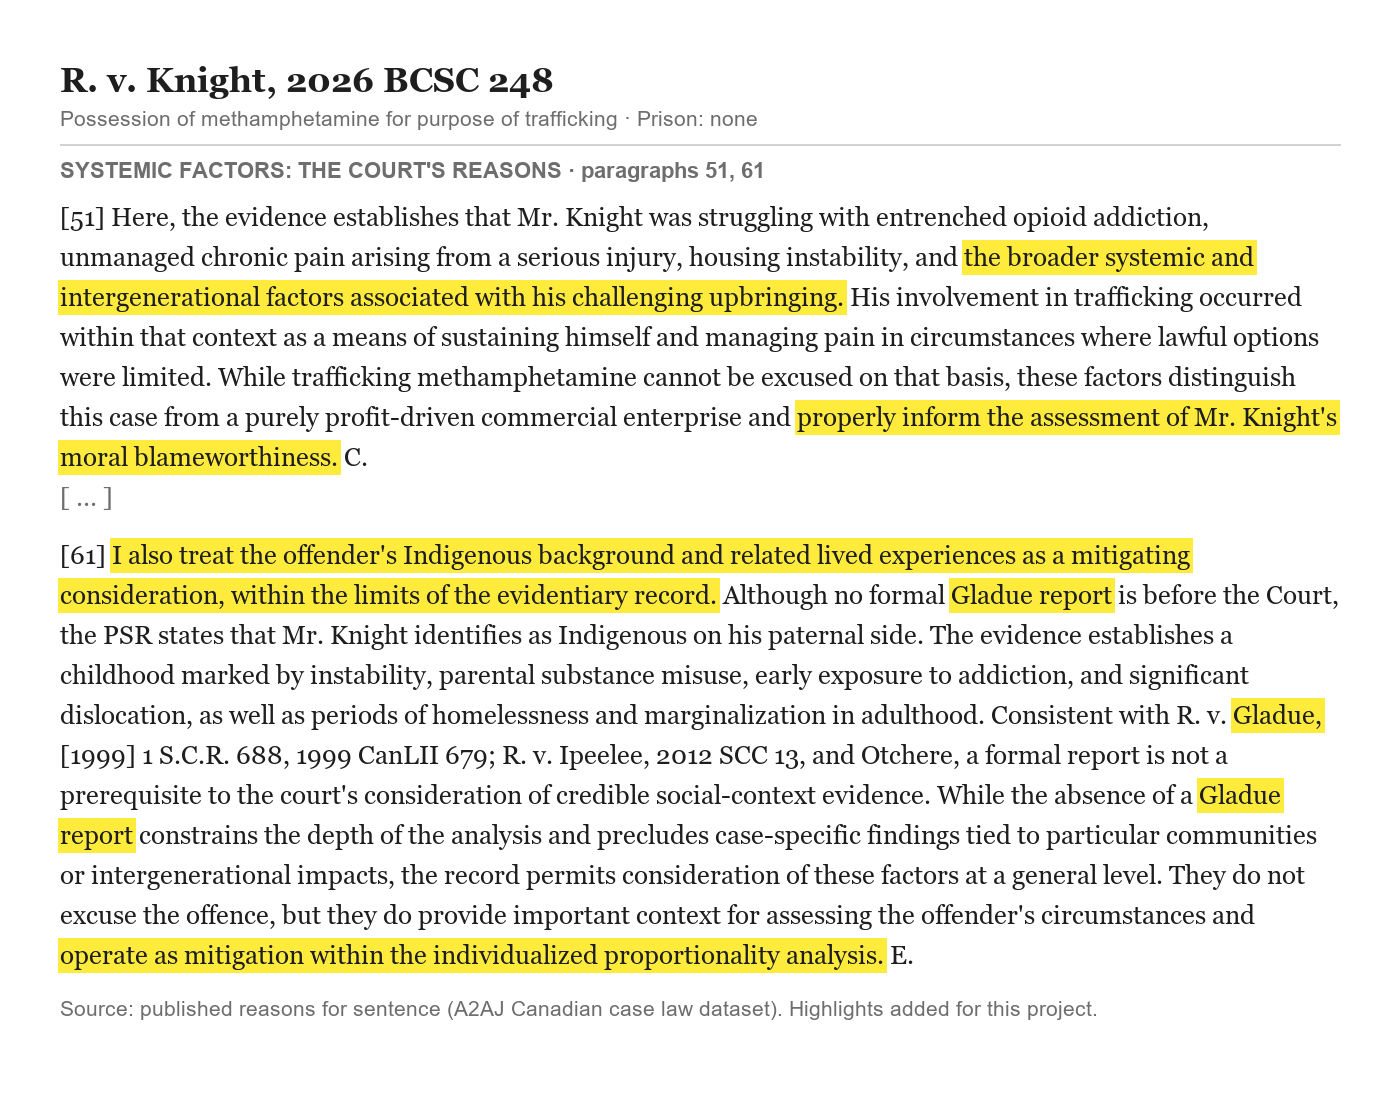 R. v. Knight, 2026 BCSC 248
Possession of methamphetamine for purpose of trafficking · Prison: none
SYSTEMIC FACTORS: THE COURT'S REASONS · paragraphs 51, 61
[51] Here, the evidence establishes that Mr. Knight was struggling with entrenched opioid addiction,
unmanaged chronic pain arising from a serious injury, housing instability, and the broader systemic and
intergenerational factors associated with his challenging upbringing. His involvement in trafficking occurred
within that context as a means of sustaining himself and managing pain in circumstances where lawful options
were limited. While trafficking methamphetamine cannot be excused on that basis, these factors distinguish
this case from a purely profit-driven commercial enterprise and properly inform the assessment of Mr. Knight's
moral blameworthiness. C.
[ ... ]
[61] I also treat the offender's Indigenous background and related lived experiences as a mitigating
consideration, within the limits of the evidentiary record. Although no formal Gladue report is before the Court,
the PSR states that Mr. Knight identifies as Indigenous on his paternal side. The evidence establishes a
childhood marked by instability, parental substance misuse, early exposure to addiction, and significant
dislocation, as well as periods of homelessness and marginalization in adulthood. Consistent with R. v. Gladue,
[1999] 1 S.C.R. 688, 1999 CanLII 679; R. v. Ipeelee, 2012 SCC 13, and Otchere, a formal report is not a
prerequisite to the court's consideration of credible social-context evidence. While the absence of a Gladue
report constrains the depth of the analysis and precludes case-specific findings tied to particular communities
or intergenerational impacts, the record permits consideration of these factors at a general level. They do not
excuse the offence, but they do provide important context for assessing the offender's circumstances and
operate as mitigation within the individualized proportionality analysis. E.
Source: published reasons for sentence (A2AJ Canadian case law dataset). Highlights added for this project.